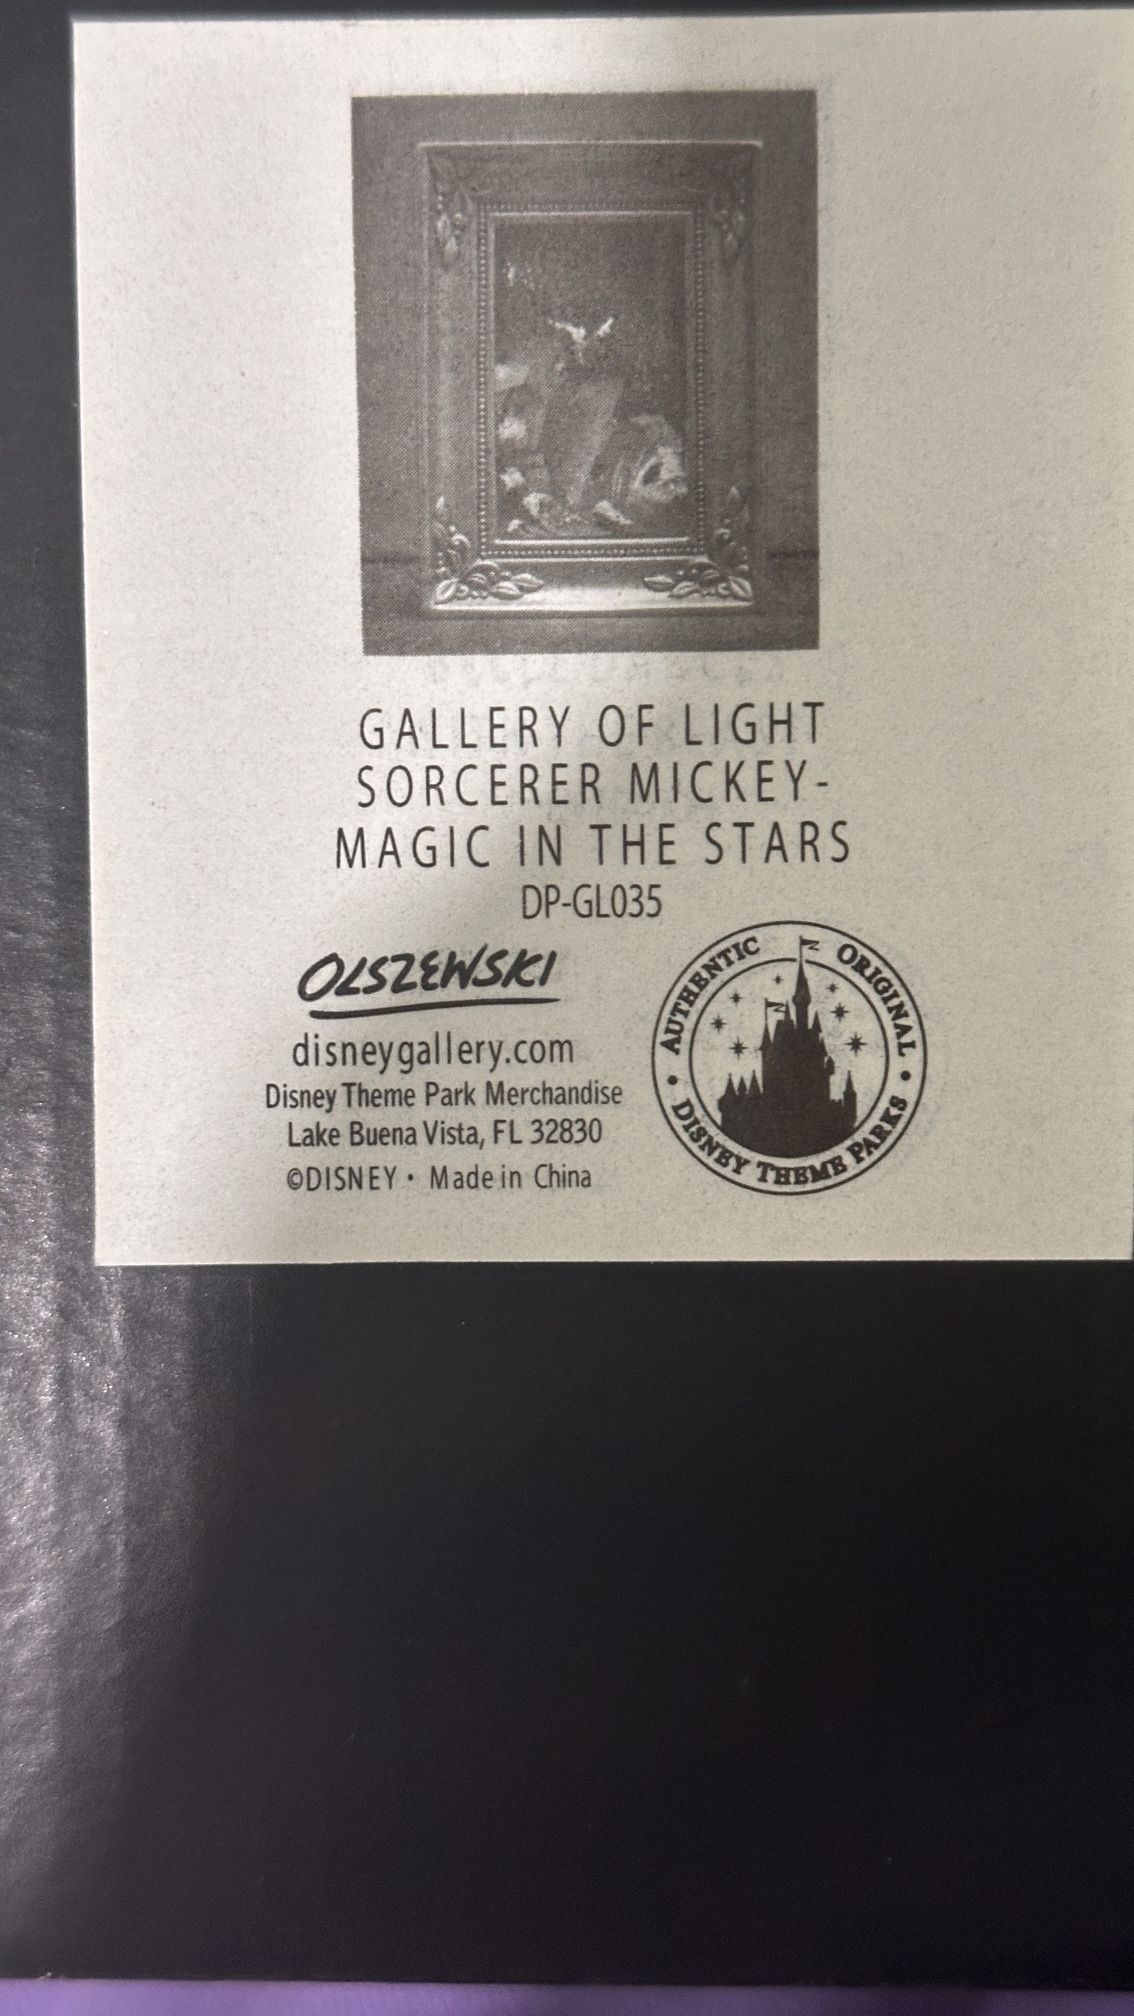 GALLERY OF LIGHT
SORCERER MICKEY-
MAGIC IN THE STARS
DP-GL035
OLSZEWSKI
disneygallery.com
Disney Theme Park Merchandise
Lake Buena Vista, FL 32830
©DISNEY • Made in China
AUTHENTIC ORIGINAL
• DISNEY THEME PARKS •